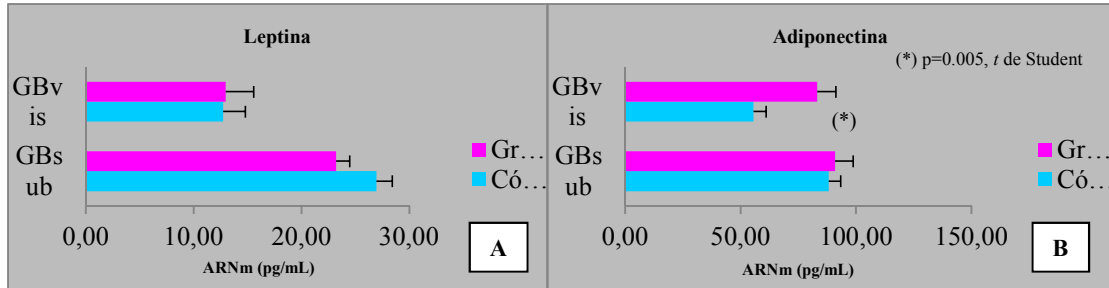 Leptina
GBv
is
GBs
ub
Gr…
Có…
0,00
10,00
20,00
30,00
ARNm (pg/mL)
A
Adiponectina
(*) p=0.005, t de Student
GBv
is
(*)
GBs
ub
Gr…
Có…
0,00
50,00
100,00
150,00
ARNm (pg/mL)
B